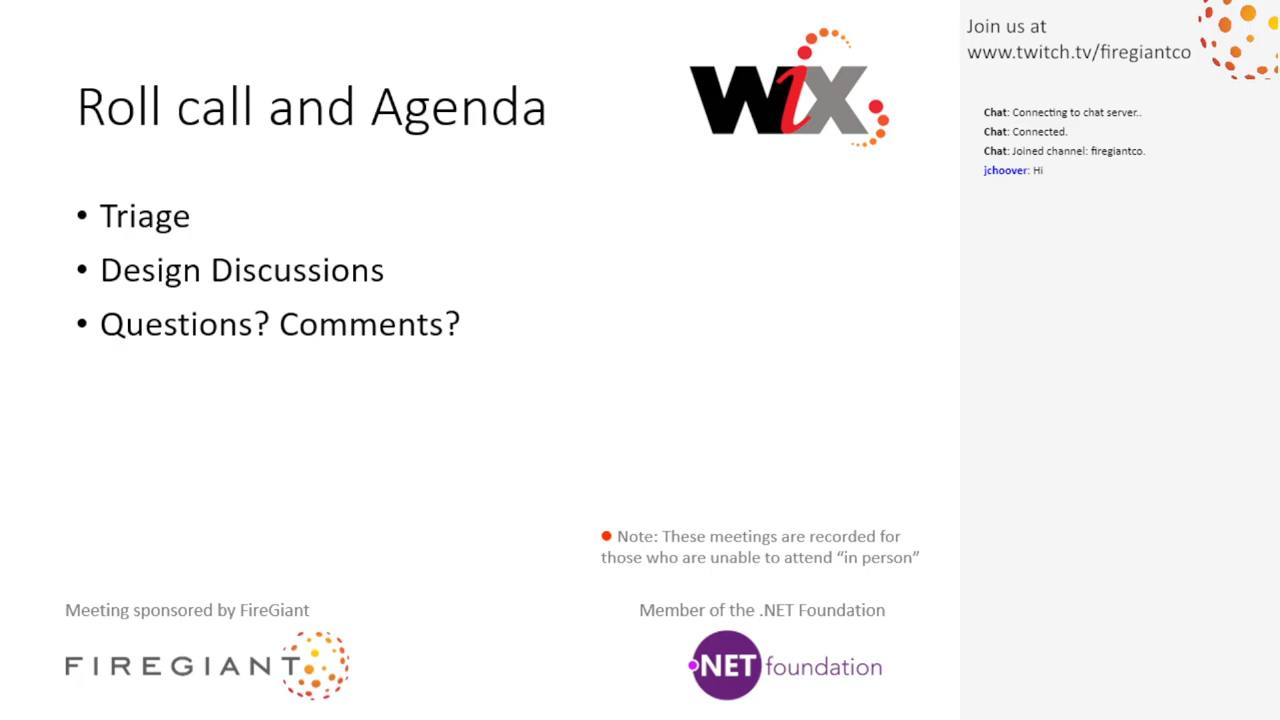 Roll call and Agenda
WiX
• Triage
• Design Discussions
• Questions? Comments?
Note: These meetings are recorded for
those who are unable to attend “in person”
Meeting sponsored by FireGiant
FIREGIANT
Member of the .NET Foundation
.NET foundation
Join us at
www.twitch.tv/firegiantco
Chat: Connecting to chat server..
Chat: Connected.
Chat: Joined channel: firegiantco.
jchoover: Hi